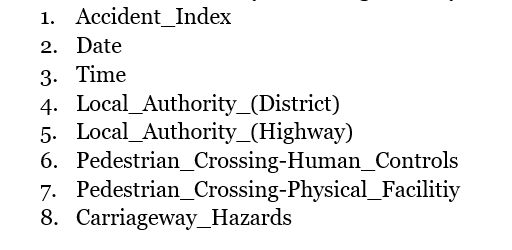 1. Accident_Index
2. Date
3. Time
4. Local_Authority_(District)
5. Local_Authority_(Highway)
6. Pedestrian_Crossing-Human_Controls
7. Pedestrian_Crossing-Physical_Facilitiy
8. Carriageway_Hazards